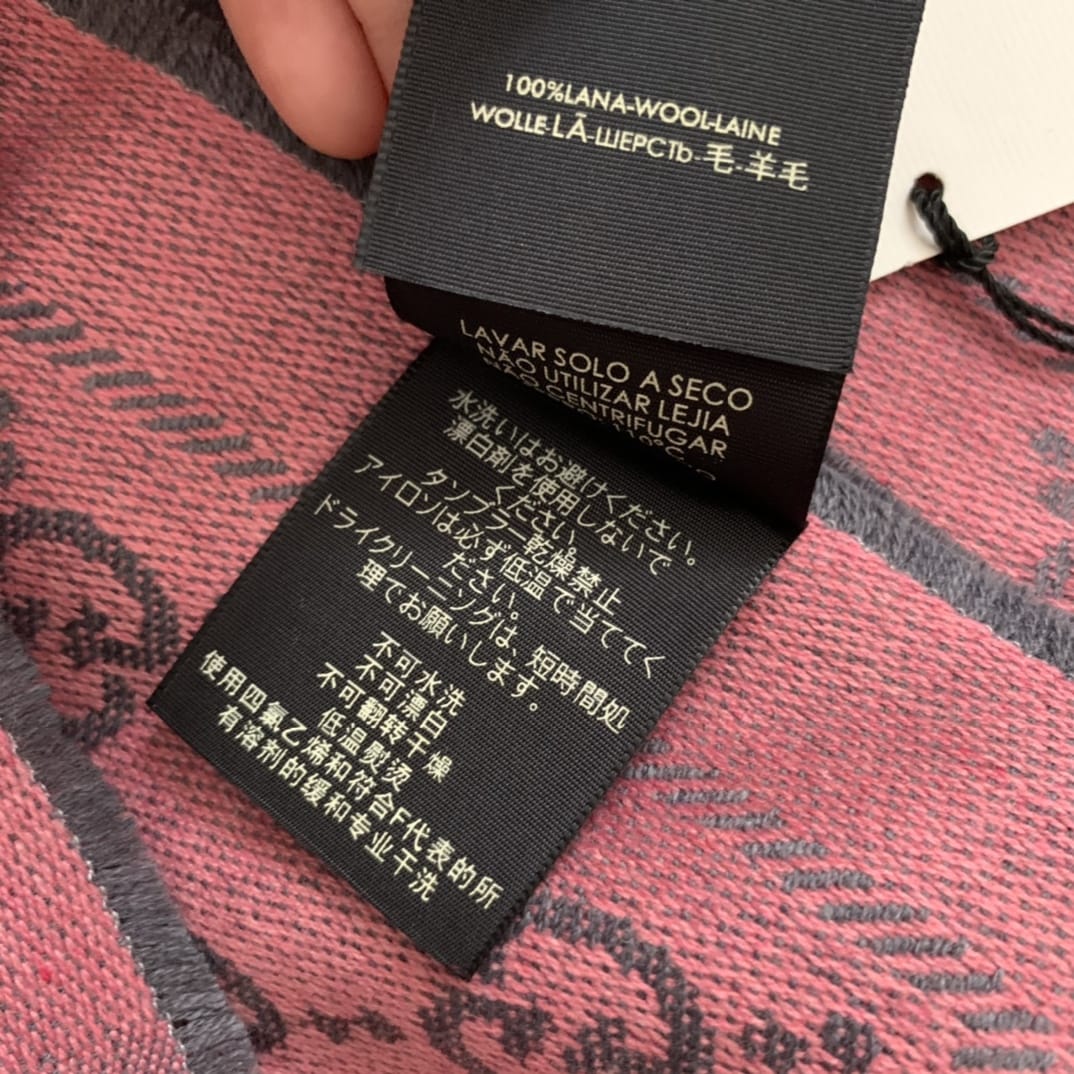 100%LANA-WOOL-LAINE
WOLLE-LÃ-ШЕРСТЬ-毛-羊毛
LAVAR SOLO A SECO
NÃO UTILIZAR LEJIA
NÃO CENTRIFUGAR
水洗いはお避けください。
漂白剤を使用しないで
ください。
タンブラー乾燥禁止
アイロンは必ず低温で当ててく
ださい。
ドライクリーニングは、短時間処
理でお願いします。
不可水洗
不可漂白
不可翻转干燥
低温熨烫
使用四氯乙烯和符合F代表的所
有溶剂的缓和专业干洗